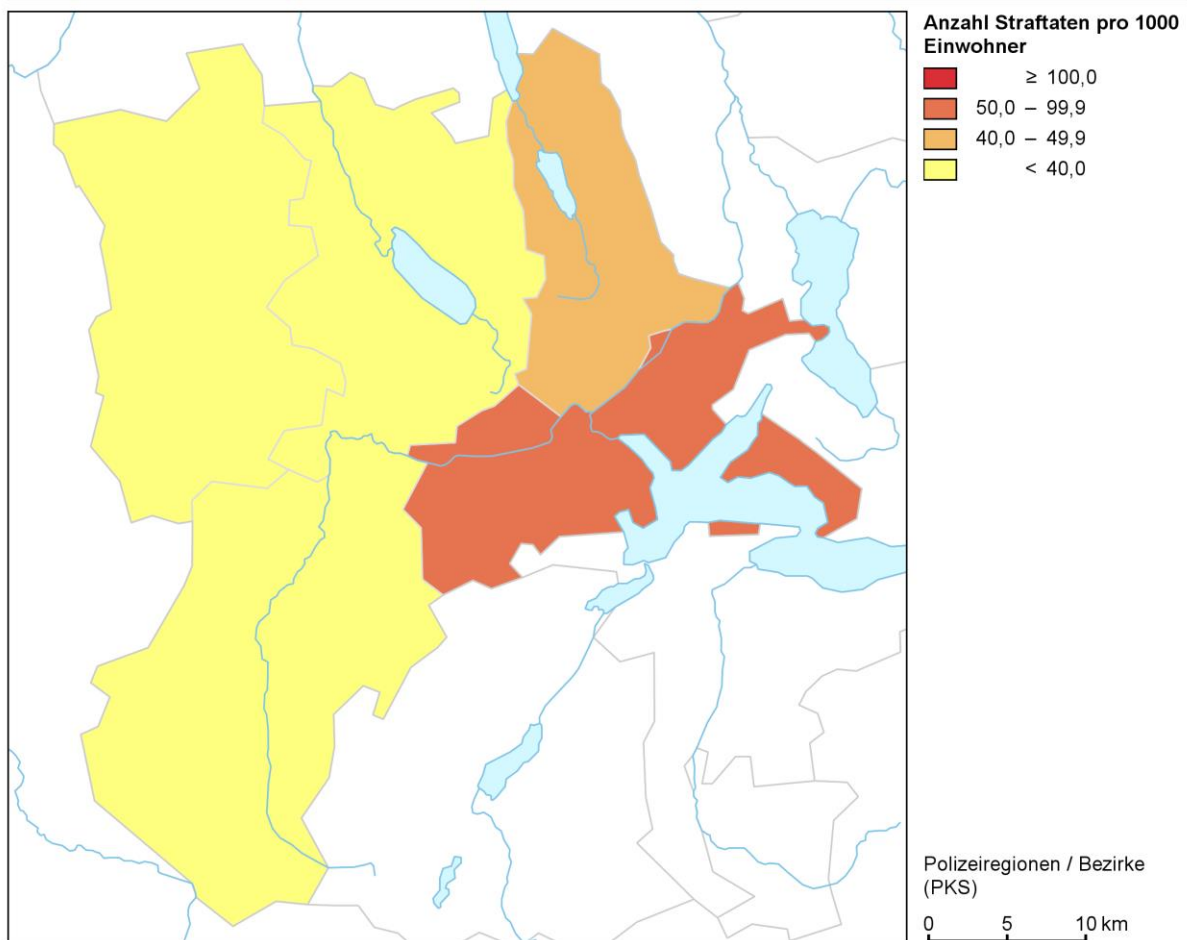 Anzahl Straftaten pro 1000
Einwohner
≥ 100,0
50,0 – 99,9
40,0 – 49,9
< 40,0
Polizeiregionen / Bezirke
(PKS)
0 5 10 km